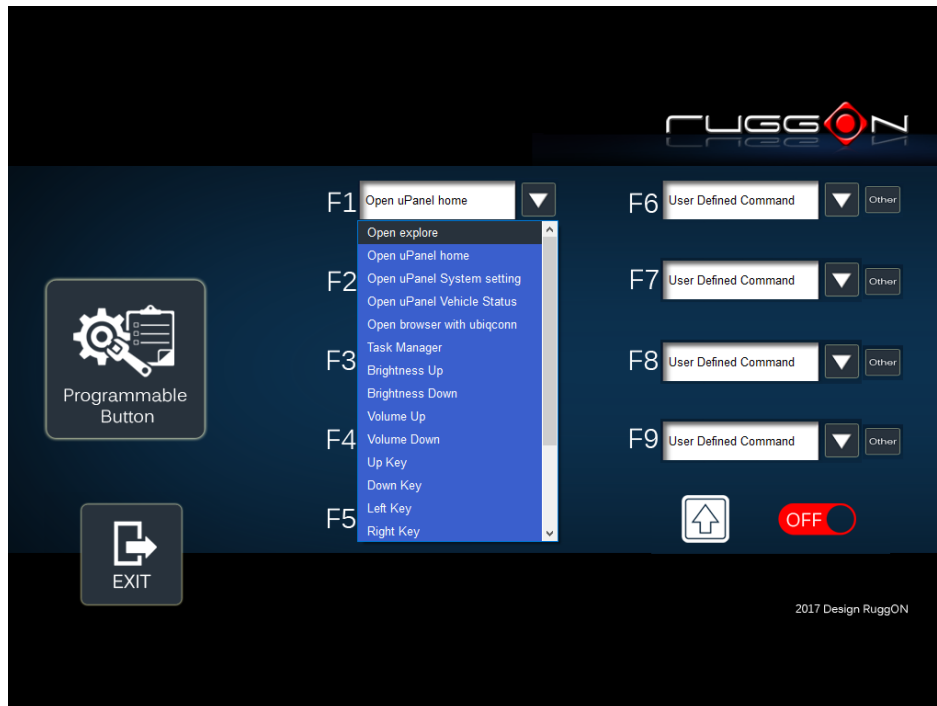 ruggON
F1
Open uPanel home
F6
User Defined Command
Other
Open explore
Open uPanel home
F2
Open uPanel System setting
F7
User Defined Command
Other
Open uPanel Vehicle Status
Open browser with ubiqconn
Task Manager
F3
Brightness Up
F8
User Defined Command
Other
Brightness Down
Programmable
Button
Volume Up
F4
Volume Down
F9
User Defined Command
Other
Up Key
Down Key
Left Key
F5
Right Key
OFF
EXIT
2017 Design RuggON